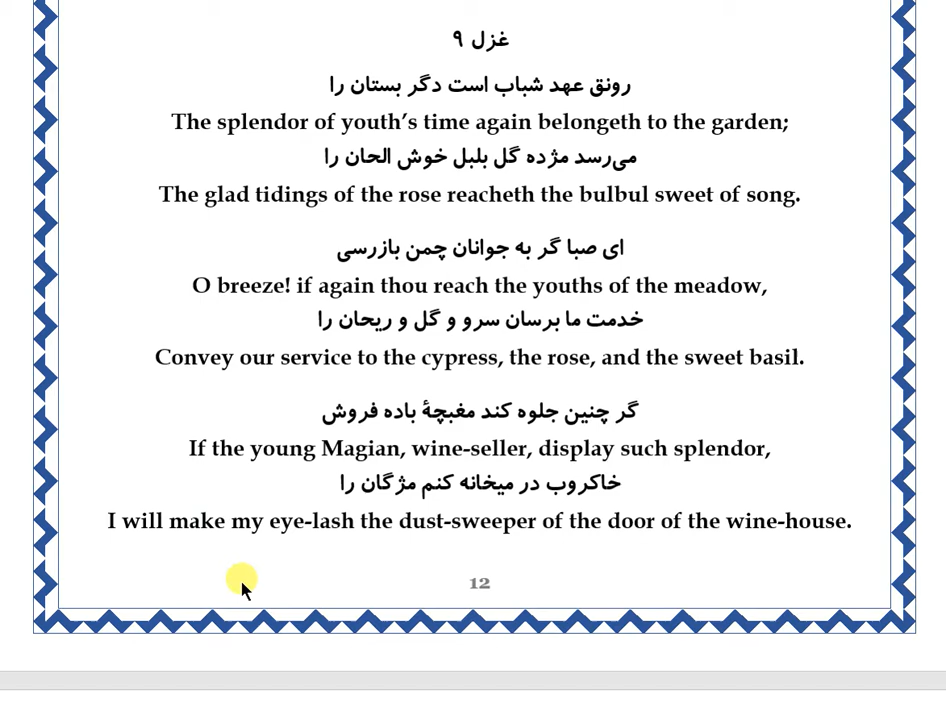 غزل ۹
رونق عهد شباب است دگر بستان را
The splendor of youth’s time again belongeth to the garden;
می‌رسد مژده گل بلبل خوش الحان را
The glad tidings of the rose reacheth the bulbul sweet of song.
ای صبا گر به جوانان چمن بازرسی
O breeze! if again thou reach the youths of the meadow,
خدمت ما برسان سرو و گل و ریحان را
Convey our service to the cypress, the rose, and the sweet basil.
گر چنین جلوه کند مغبچهٔ باده فروش
If the young Magian, wine-seller, display such splendor,
خاکروب در میخانه کنم مژگان را
I will make my eye-lash the dust-sweeper of the door of the wine-house.
12